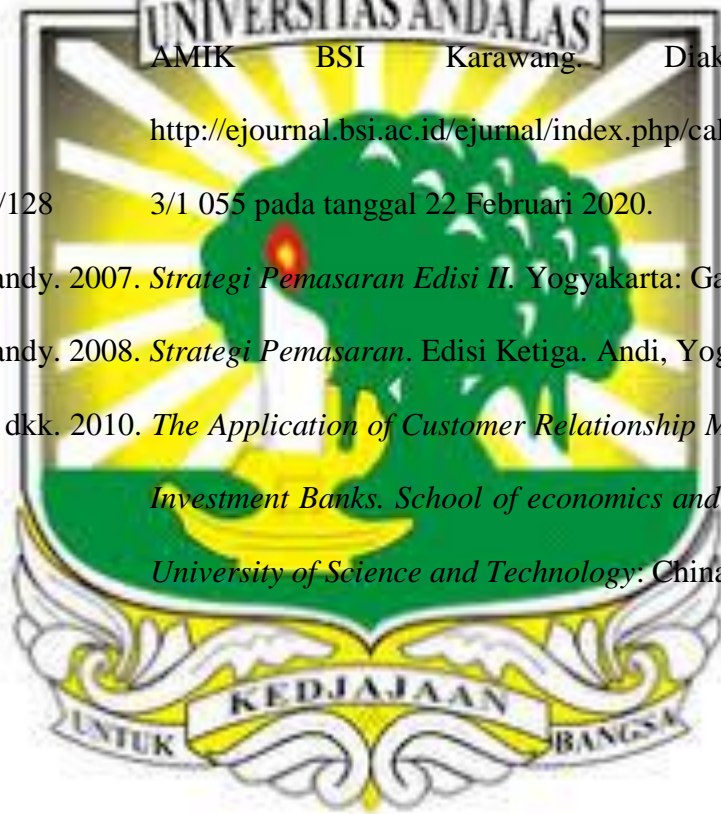 UNIVERSITAS ANDALAS
AMIK BSI Karawang. Diak
http://ejournal.bsi.ac.id/ejurnal/index.php/cal
/128 3/1 055 pada tanggal 22 Februari 2020.
andy. 2007. Strategi Pemasaran Edisi II. Yogyakarta: Ga
andy. 2008. Strategi Pemasaran. Edisi Ketiga. Andi, Yog
dkk. 2010. The Application of Customer Relationship M
Investment Banks. School of economics and
University of Science and Technology: China
UNTUK KEDJAJAAN BANGSA